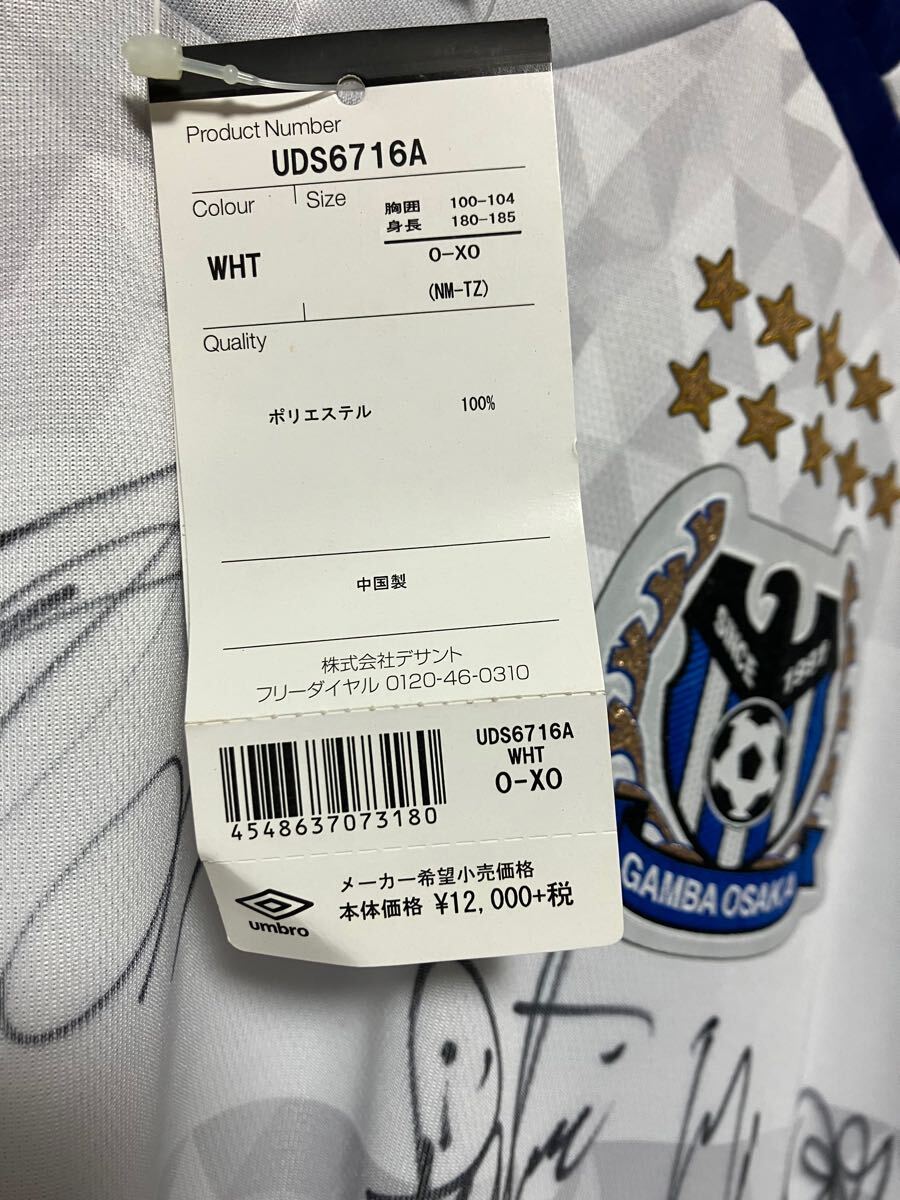 Product Number
UDS6716A
Colour Size
胸囲 100-104
身長 180-185
WHT
O-XO
(NM-TZ)
Quality
ポリエステル 100%
中国製
株式会社デサント
フリーダイヤル 0120-46-0310
UDS6716A
WHT
O-XO
4548637073180
メーカー希望小売価格
本体価格 ¥12,000+税
umbro
SINCE 1991
GAMBA OSAKA